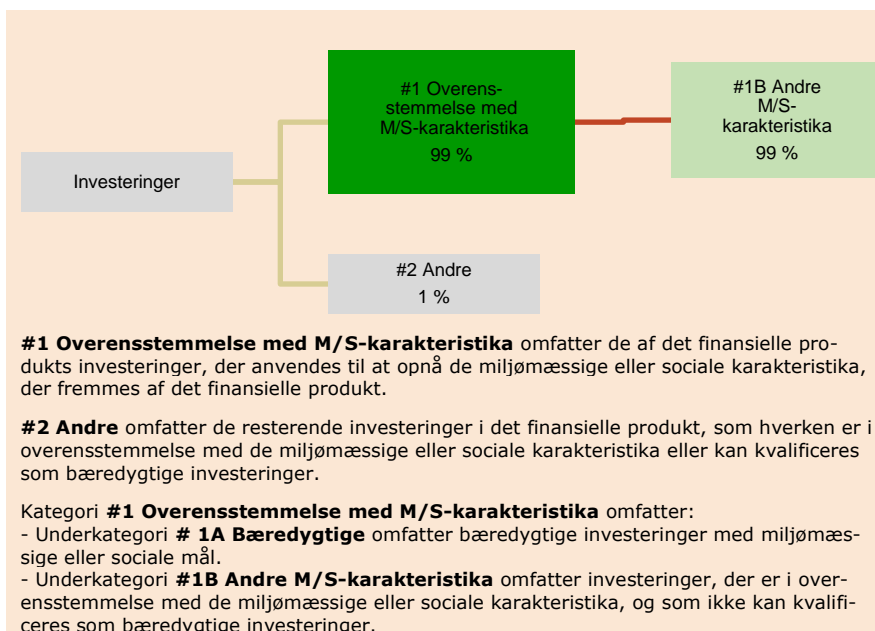 #1 Overens-
stemmelse med
M/S-karakteristika
99 %
#1B Andre
M/S-
karakteristika
99 %
Investeringer
#2 Andre
1 %
#1 Overensstemmelse med M/S-karakteristika omfatter de af det finansielle pro-
dukts investeringer, der anvendes til at opnå de miljømæssige eller sociale karakteristika,
der fremmes af det finansielle produkt.
#2 Andre omfatter de resterende investeringer i det finansielle produkt, som hverken er i
overensstemmelse med de miljømæssige eller sociale karakteristika eller kan kvalificeres
som bæredygtige investeringer.
Kategori #1 Overensstemmelse med M/S-karakteristika omfatter:
- Underkategori # 1A Bæredygtige omfatter bæredygtige investeringer med miljømæs-
sige eller sociale mål.
- Underkategori #1B Andre M/S-karakteristika omfatter investeringer, der er i over-
ensstemmelse med de miljømæssige eller sociale karakteristika, og som ikke kan kvalifi-
ceres som bæredygtige investeringer.